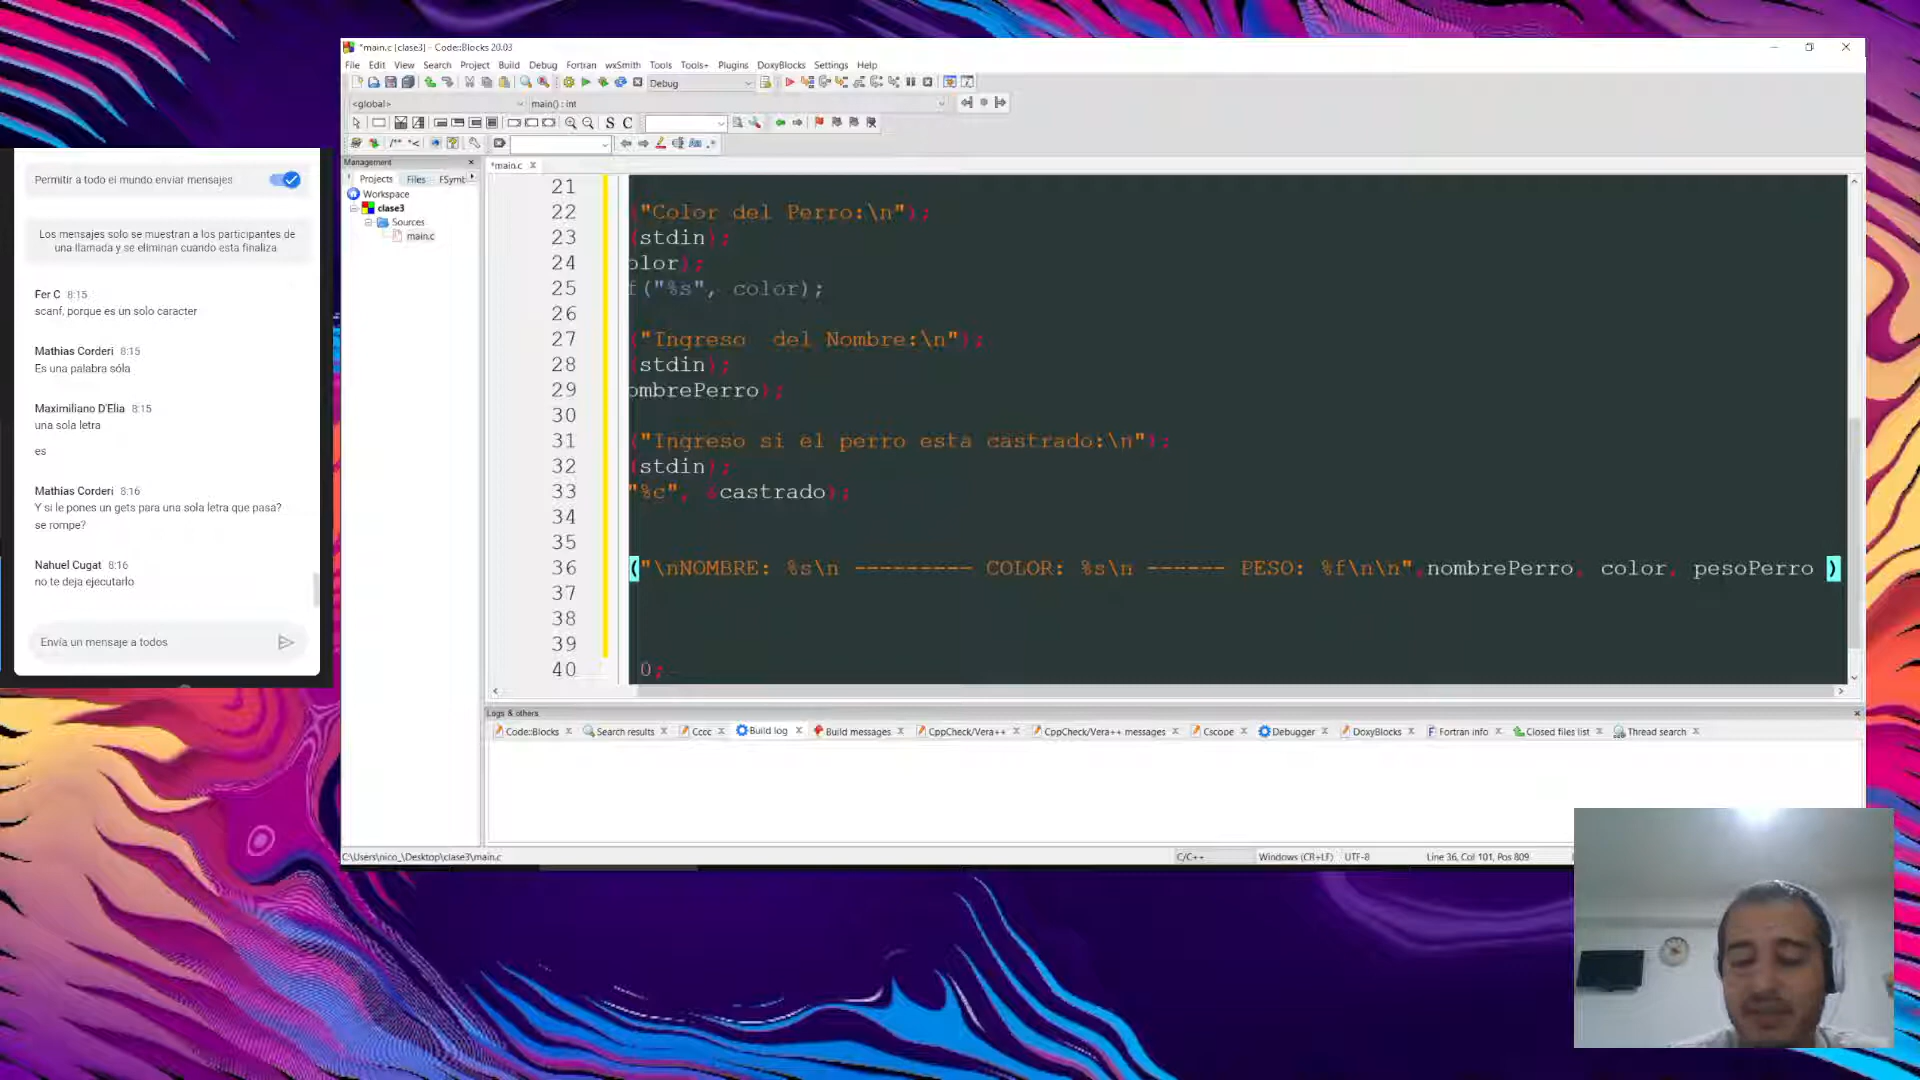 *main.c [clase3] - Code::Blocks 20.03
File Edit View Search Project Build Debug Fortran wxSmith Tools Tools+ Plugins DoxyBlocks Settings Help
Debug
<global>
main() : int
S C
/** *<
Aa .*
Management
Projects Files FSymb
Workspace
clase3
Sources
main.c
*main.c
21
22 ("Color del Perro:\n");
23 (stdin);
24 olor);
25 f("%s", color);
26
27 ("Ingreso  del Nombre:\n");
28 (stdin);
29 ombrePerro);
30
31 ("Ingreso si el perro esta castrado:\n");
32 (stdin);
33 "%c", &castrado);
34
35
36 ("\nNOMBRE: %s\n --------- COLOR: %s\n ------ PESO: %f\n\n",nombrePerro, color, pesoPerro )
37
38
39
40 0;
Logs & others
Code::Blocks Search results Cccc Build log Build messages CppCheck/Vera++ CppCheck/Vera++ messages Cscope Debugger DoxyBlocks Fortran info Closed files list Thread search
C:\Users\nico_\Desktop\clase3\main.c
C/C++
Windows (CR+LF)
UTF-8
Line 36, Col 101, Pos 809
Permitir a todo el mundo enviar mensajes
Los mensajes solo se muestran a los participantes de
una llamada y se eliminan cuando esta finaliza
Fer C 8:15
scanf, porque es un solo caracter
Mathias Corderi 8:15
Es una palabra sóla
Maximiliano D'Elia 8:15
una sola letra
es
Mathias Corderi 8:16
Y si le pones un gets para una sola letra que pasa?
se rompe?
Nahuel Cugat 8:16
no te deja ejecutarlo
Envía un mensaje a todos